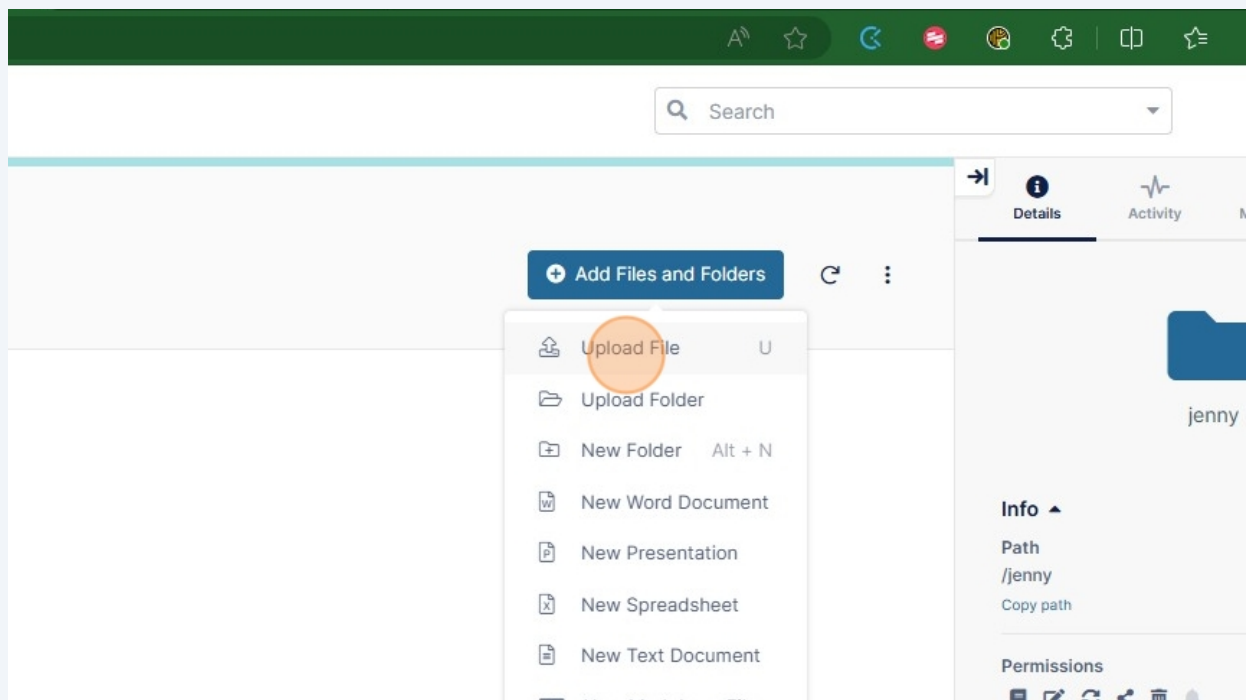 Search
Details
Activity
Add Files and Folders
Upload File U
Upload Folder
jenny
New Folder Alt + N
New Word Document
Info
New Presentation
Path
/jenny
New Spreadsheet
Copy path
New Text Document
Permissions